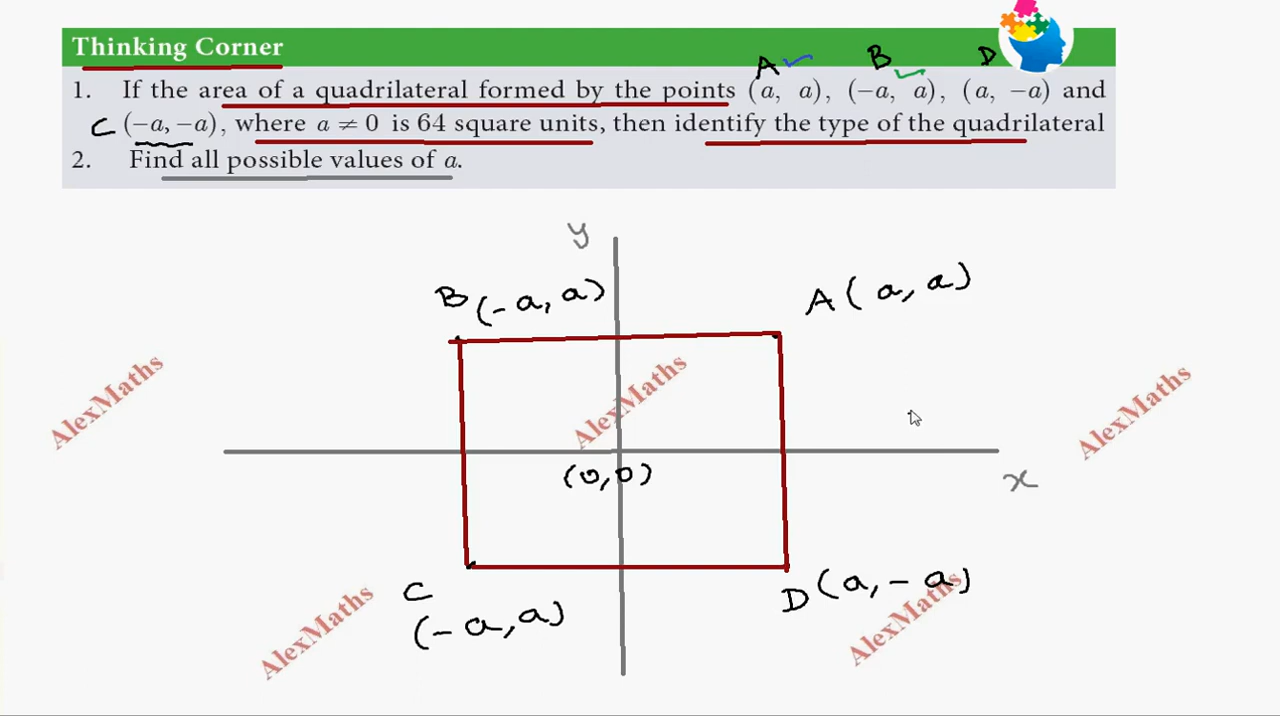 Thinking Corner
A B D
1. If the area of a quadrilateral formed by the points (a, a), (−a, a), (a, −a) and
C (−a, −a), where a ≠ 0 is 64 square units, then identify the type of the quadrilateral
2. Find all possible values of a.
y
B (-a, a)
A (a, a)
AlexMaths
AlexMaths
AlexMaths
(0,0)
x
C
(-a, a)
D (a, -a)
AlexMaths
AlexMaths